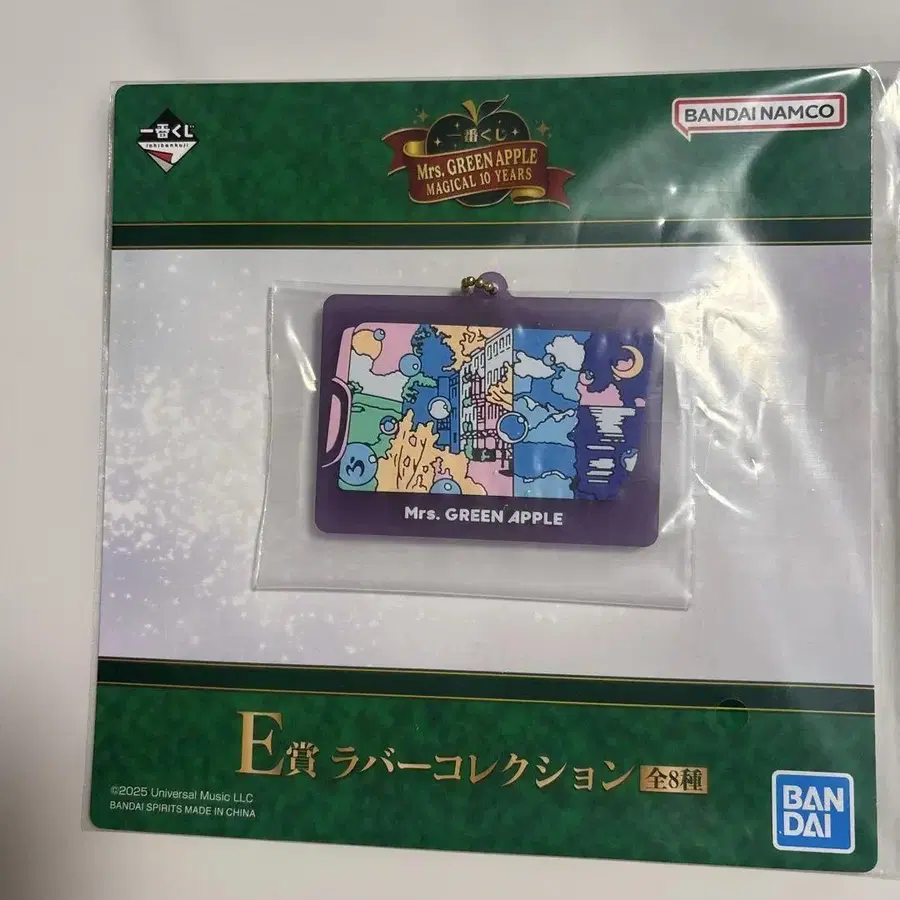 一番くじ
ichibankuji
一番くじ
Mrs. GREEN APPLE
MAGICAL 10 YEARS
BANDAI NAMCO
Mrs. GREEN APPLE
E賞 ラバーコレクション 全8種
©2025 Universal Music LLC
BANDAI SPIRITS MADE IN CHINA
BAN
DAI